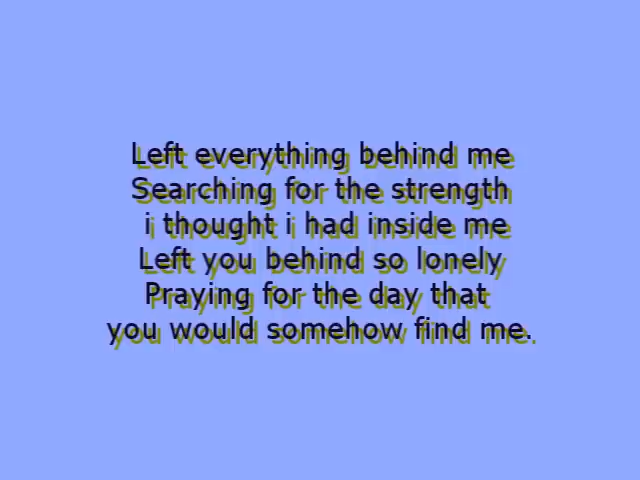 Left everything behind me
Searching for the strength
i thought i had inside me
Left you behind so lonely
Praying for the day that
you would somehow find me.